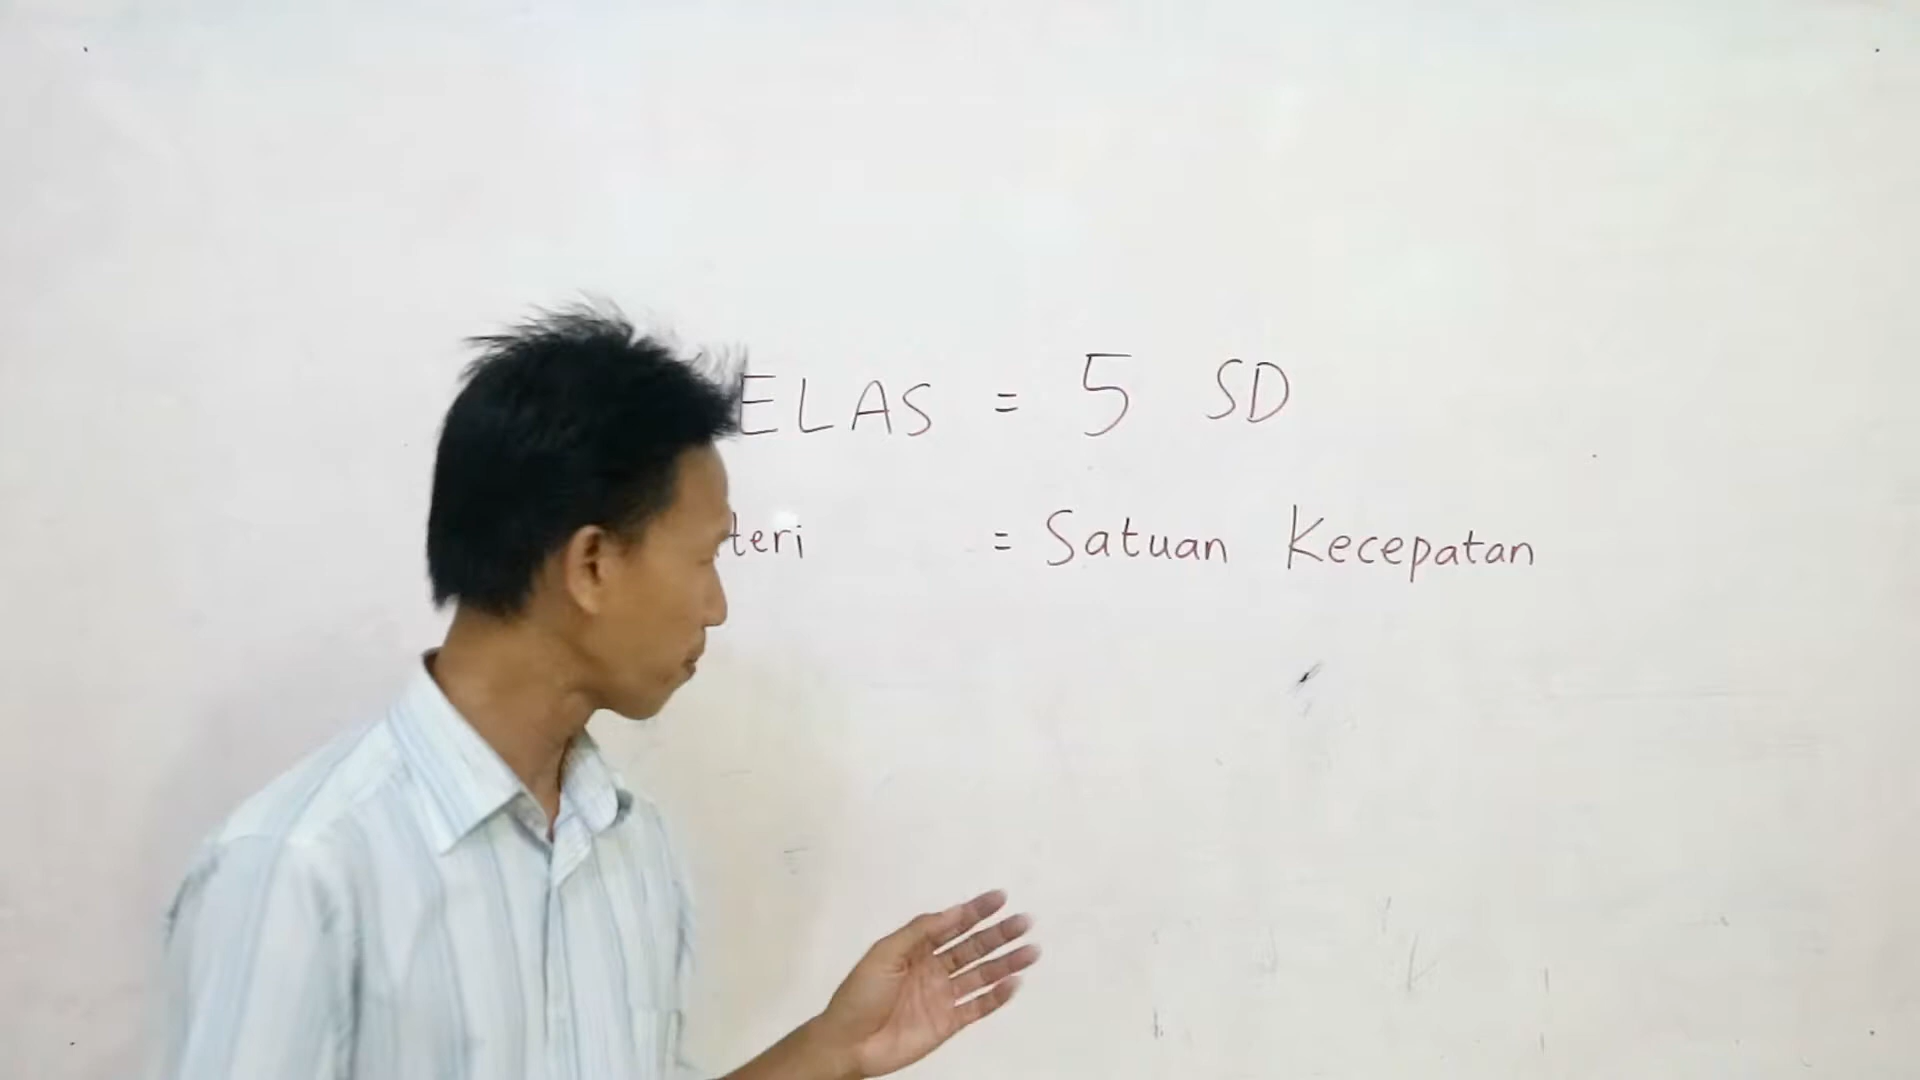 ELAS = 5 SD
teri = Satuan Kecepatan